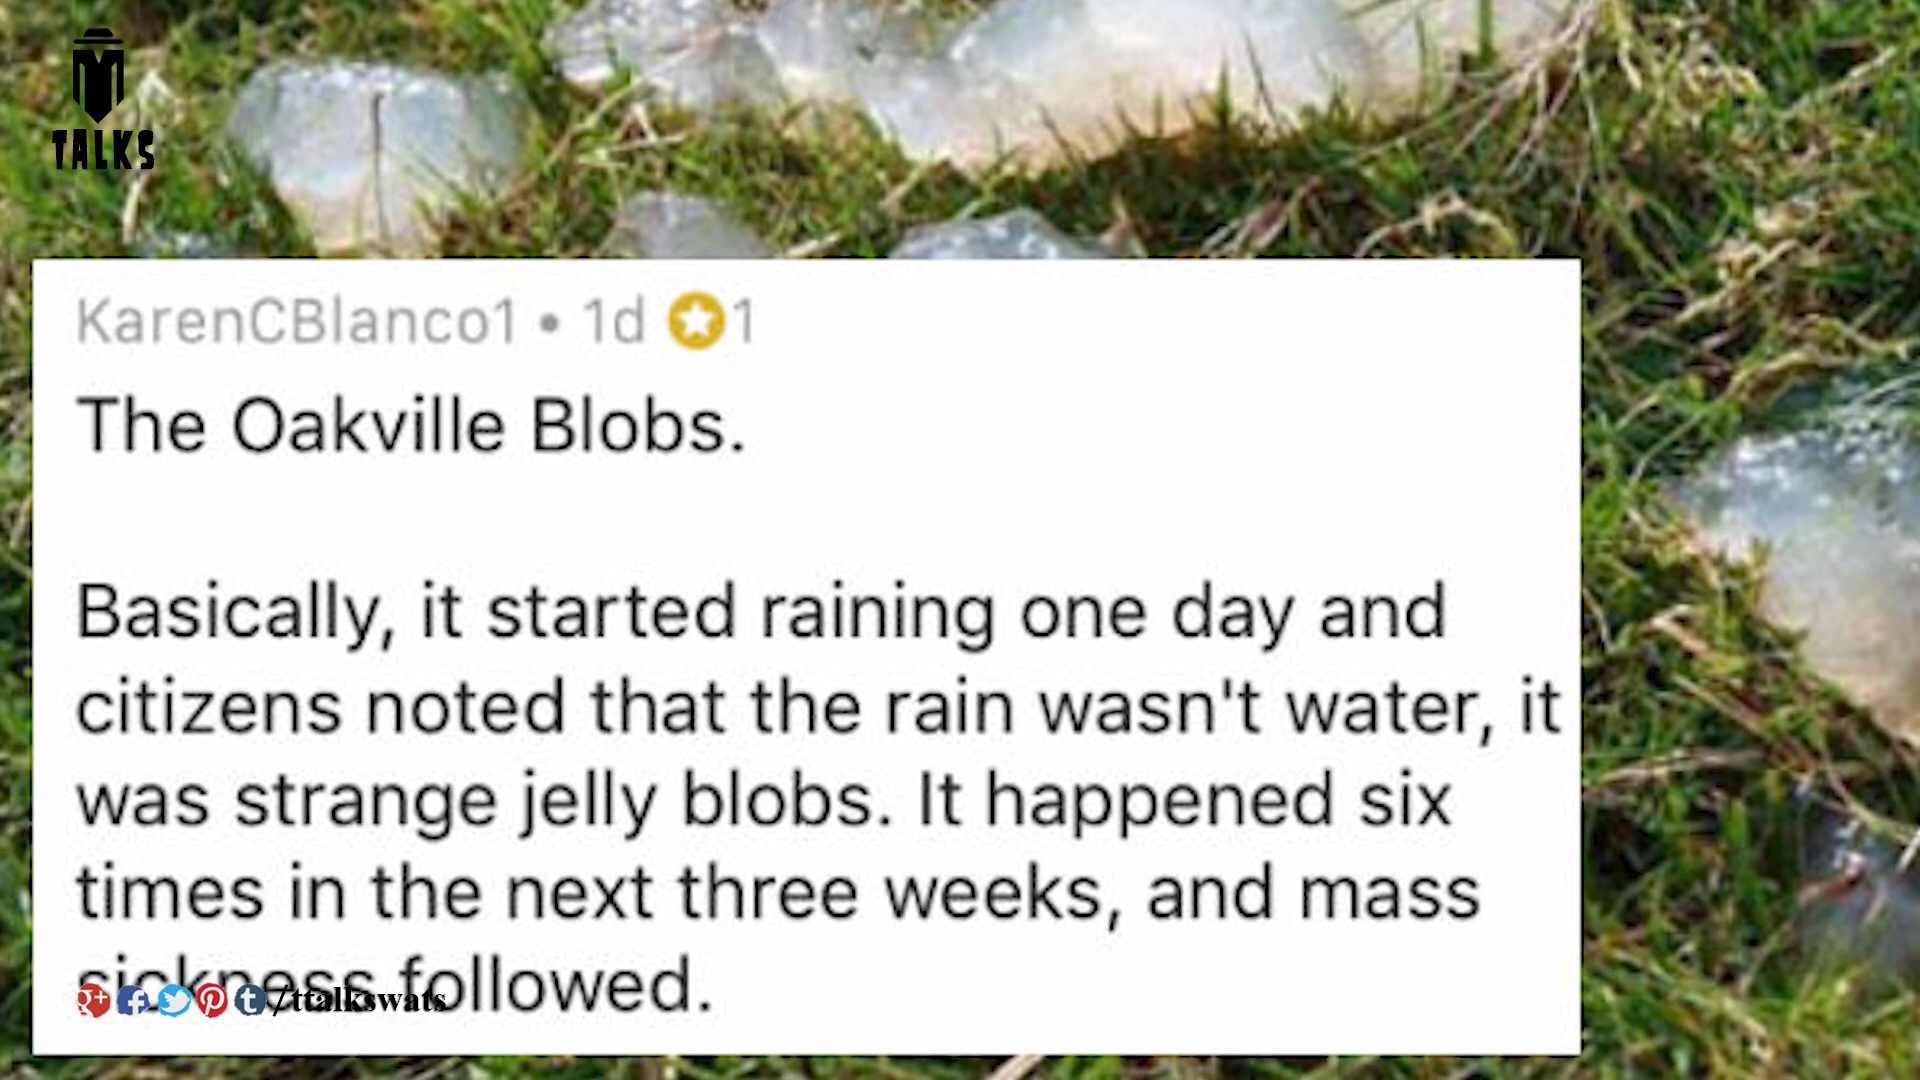 TALKS
KarenCBlanco1 • 1d 1
The Oakville Blobs.
Basically, it started raining one day and
citizens noted that the rain wasn't water, it
was strange jelly blobs. It happened six
times in the next three weeks, and mass
sickness followed.
/ttalkswats